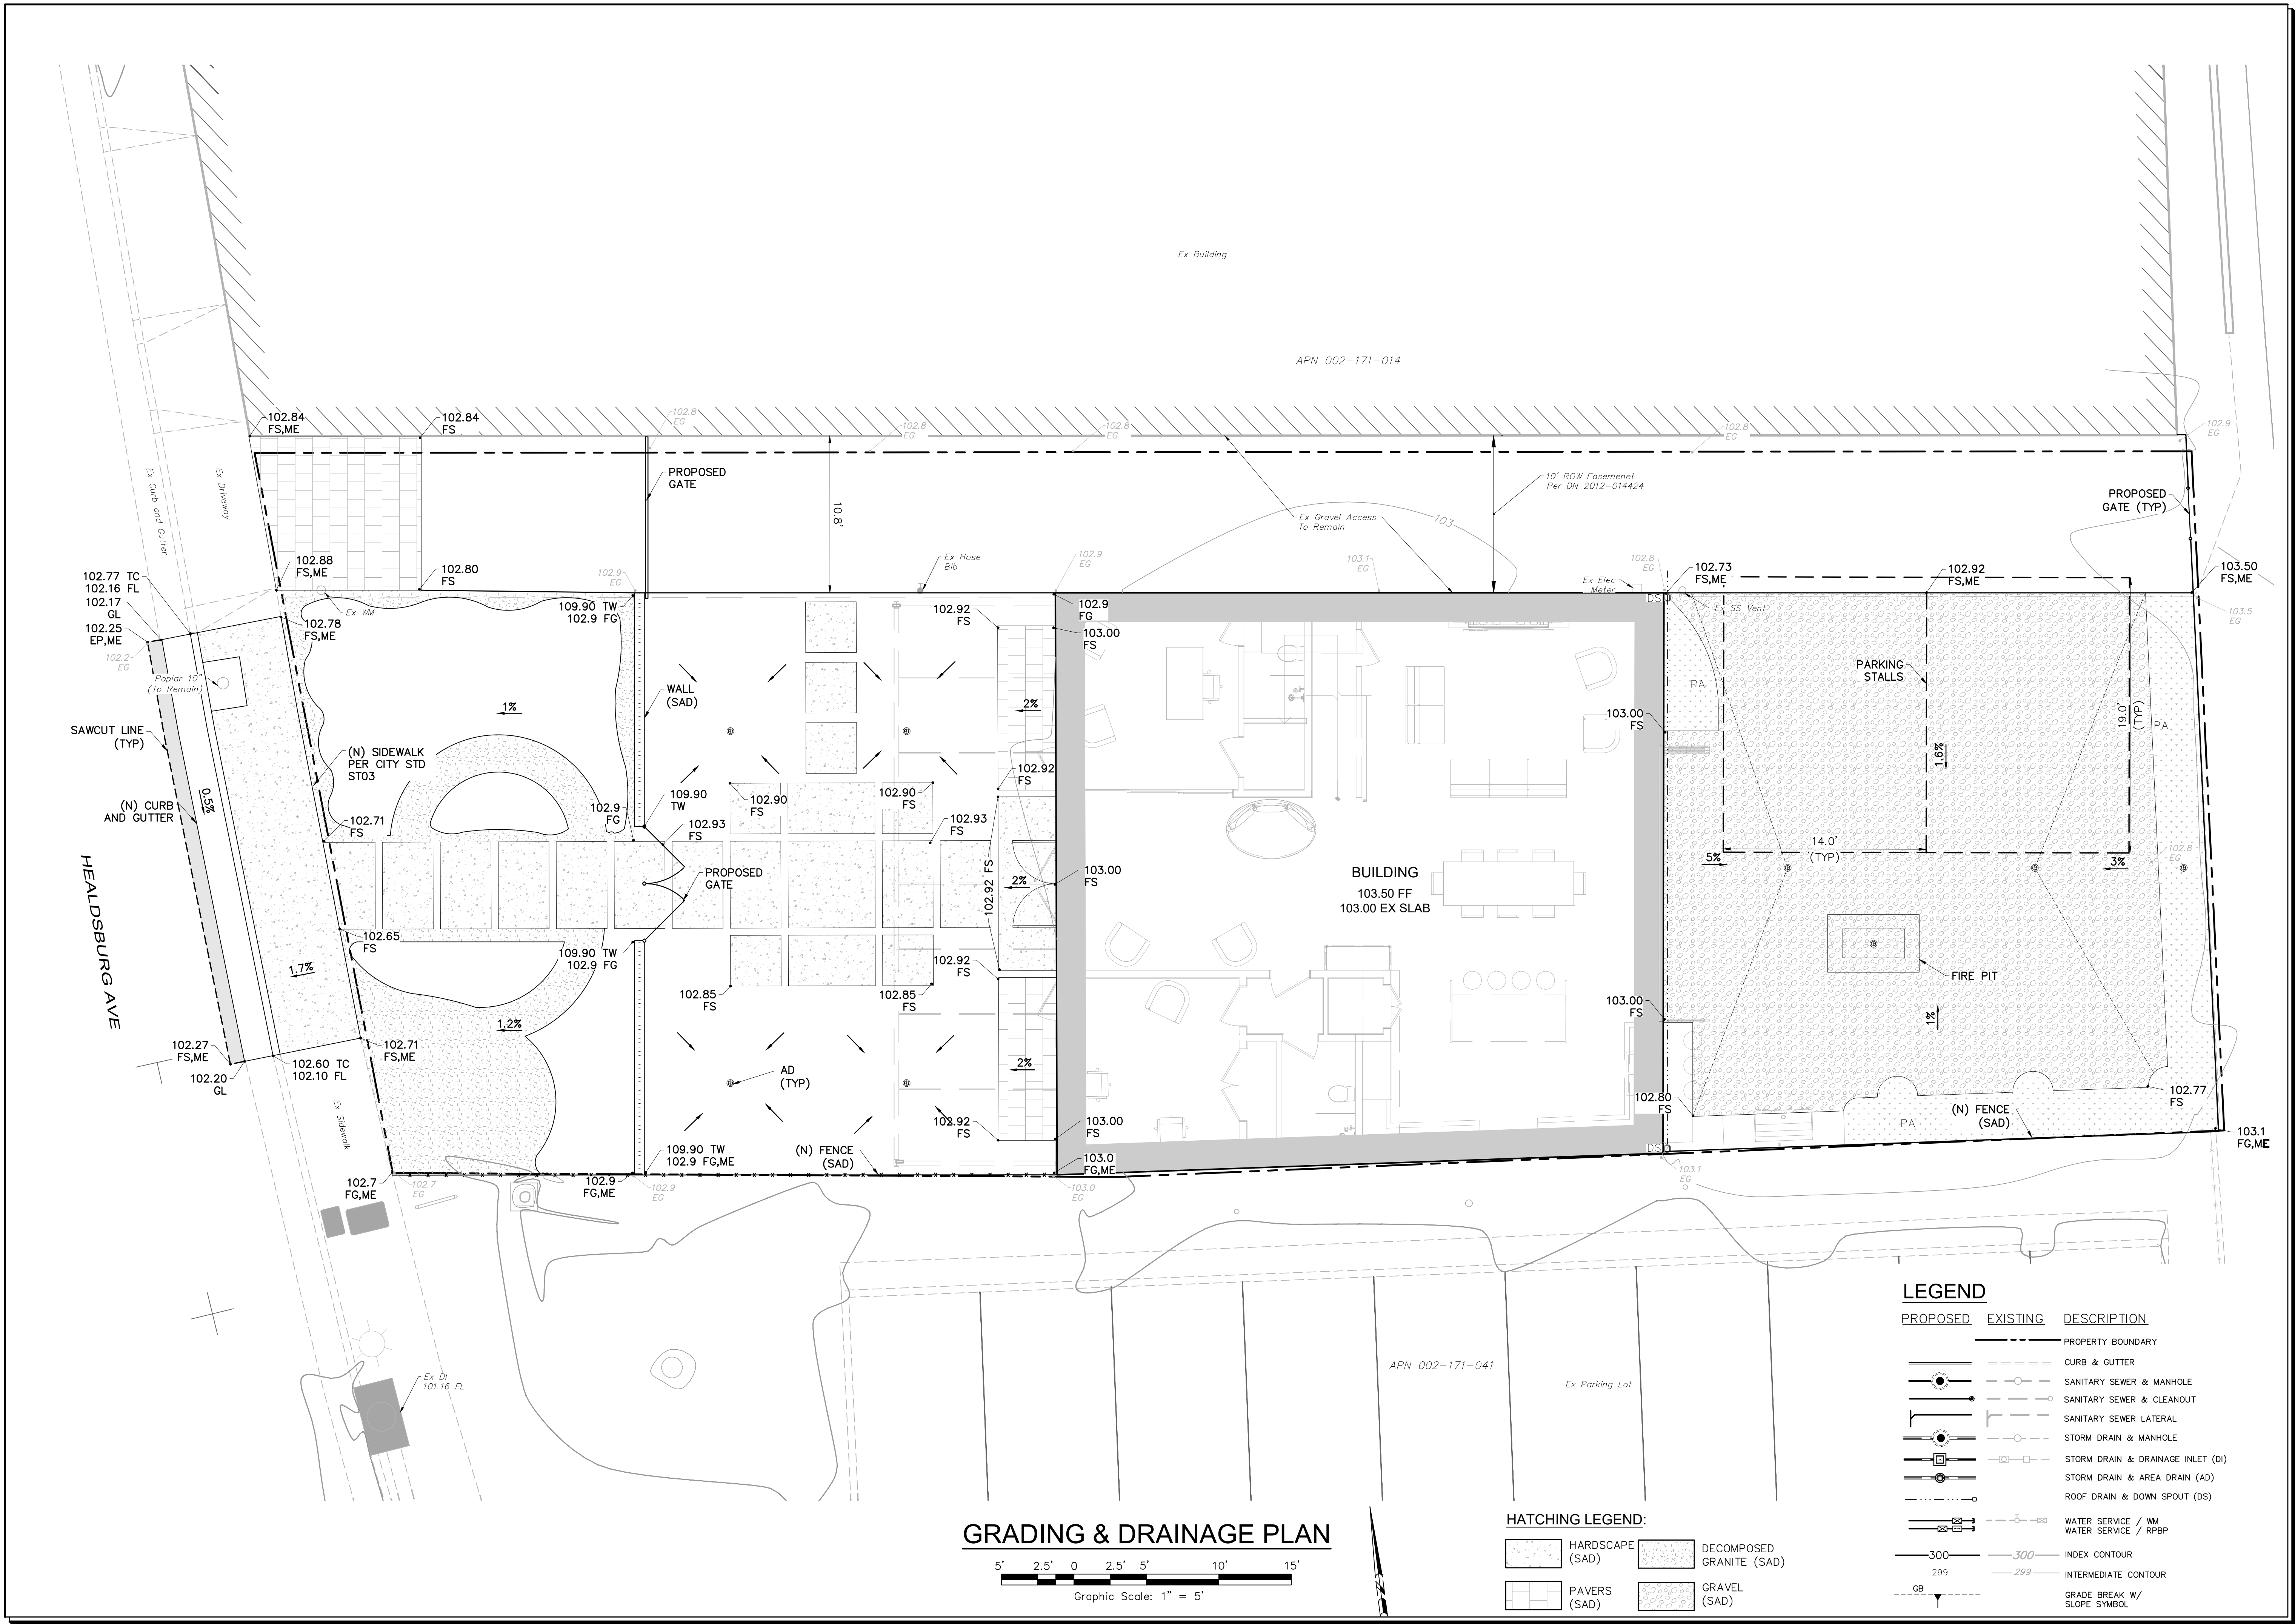 Ex Building
APN 002-171-014
102.84
FS,ME
102.84
FS
102.8
EG
102.8
EG
102.8
EG
102.8
EG
102.9
EG
Ex Curb and Gutter
Ex Driveway
PROPOSED
GATE
10.8'
10' ROW Easemenet
Per DN 2012-014424
Ex Gravel Access
To Remain
103
PROPOSED
GATE (TYP)
102.88
FS,ME
102.80
FS
102.9
EG
Ex Hose
Bib
102.9
EG
103.1
EG
102.8
EG
Ex Elec
Meter
102.73
FS,ME
102.92
FS,ME
103.50
FS,ME
103.5
EG
102.77 TC
102.16 FL
102.17
GL
102.25
EP,ME
102.2
EG
Ex WM
102.78
FS,ME
109.90 TW
102.9 FG
102.92
FS
102.9
FG
103.00
FS
DS
Ex SS Vent
Poplar 10"
(To Remain)
SAWCUT LINE
(TYP)
1%
WALL
(SAD)
2%
PA
PARKING
STALLS
19.0'
(TYP)
PA
103.00
FS
(N) SIDEWALK
PER CITY STD
ST03
0.5%
(N) CURB
AND GUTTER
102.92
FS
1.6%
102.71
FS
102.9
FG
109.90
TW
102.93
FS
102.90
FS
102.90
FS
102.93
FS
HEALDSBURG AVE
PROPOSED
GATE
102.92 FS
2%
103.00
FS
BUILDING
103.50 FF
103.00 EX SLAB
5%
14.0'
(TYP)
3%
102.8
EG
102.65
FS
109.90 TW
102.9 FG
102.92
FS
1.7%
102.85
FS
102.85
FS
FIRE PIT
103.00
FS
1%
1.2%
102.27
FS,ME
102.20
GL
102.60 TC
102.10 FL
102.71
FS,ME
AD
(TYP)
2%
102.92
FS
103.00
FS
102.80
FS
102.77
FS
PA
(N) FENCE
(SAD)
Ex Sidewalk
109.90 TW
102.9 FG,ME
(N) FENCE
(SAD)
103.0
FG,ME
DS
103.1
FG,ME
102.7
FG,ME
102.7
EG
102.9
FG,ME
102.9
EG
103.0
EG
103.1
EG
Ex DI
101.16 FL
APN 002-171-041
Ex Parking Lot
LEGEND
PROPOSED EXISTING DESCRIPTION
PROPERTY BOUNDARY
CURB & GUTTER
SANITARY SEWER & MANHOLE
SANITARY SEWER & CLEANOUT
SANITARY SEWER LATERAL
STORM DRAIN & MANHOLE
STORM DRAIN & DRAINAGE INLET (DI)
STORM DRAIN & AREA DRAIN (AD)
ROOF DRAIN & DOWN SPOUT (DS)
WATER SERVICE / WM
WATER SERVICE / RPBP
300 300 INDEX CONTOUR
299 299 INTERMEDIATE CONTOUR
GB
GRADE BREAK W/
SLOPE SYMBOL
GRADING & DRAINAGE PLAN
5' 2.5' 0 2.5' 5' 10' 15'
Graphic Scale: 1" = 5'
HATCHING LEGEND:
HARDSCAPE
(SAD)
DECOMPOSED
GRANITE (SAD)
PAVERS
(SAD)
GRAVEL
(SAD)